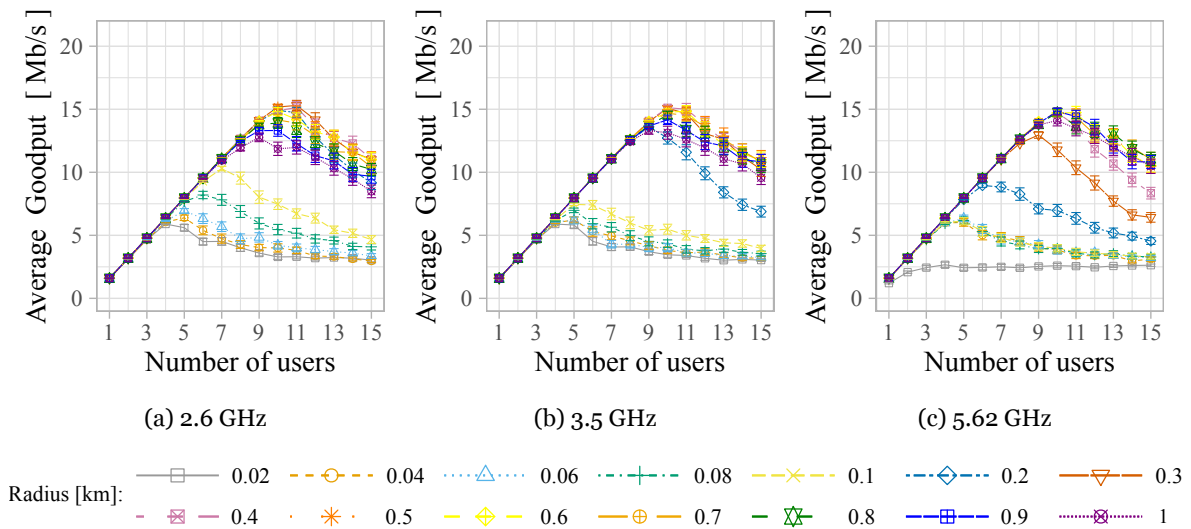 20
15
10
5
0
Average Goodput [ Mb/s ]
1 3 5 7 9 11 13 15
Number of users
(a) 2.6 GHz
20
15
10
5
0
Average Goodput [ Mb/s ]
1 3 5 7 9 11 13 15
Number of users
(b) 3.5 GHz
20
15
10
5
0
Average Goodput [ Mb/s ]
1 3 5 7 9 11 13 15
Number of users
(c) 5.62 GHz
Radius [km]:
0.02 0.04 0.06 0.08 0.1 0.2 0.3
0.4 0.5 0.6 0.7 0.8 0.9 1